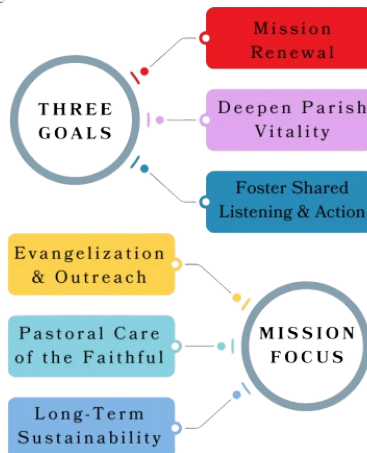 THREE
GOALS
Mission
Renewal
Deepen Parish
Vitality
Foster Shared
Listening & Action
Evangelization
& Outreach
Pastoral Care
of the Faithful
Long-Term
Sustainability
MISSION
FOCUS